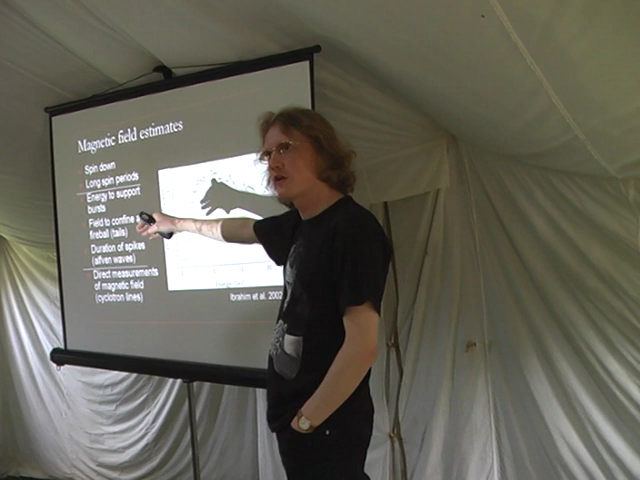 Magnetic field estimates
Spin down
Long spin periods
Energy to support
bursts
Field to confine a
fireball (tails)
Duration of spikes
(alfven waves)
Direct measurements
of magnetic field
(cyclotron lines)
Ibrahim et al. 2002